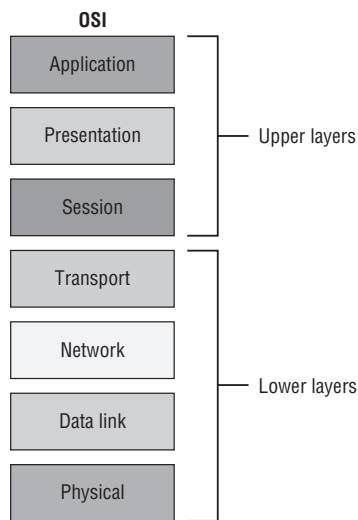 OSI
Application
Presentation
Upper layers
Session
Transport
Network
Lower layers
Data link
Physical